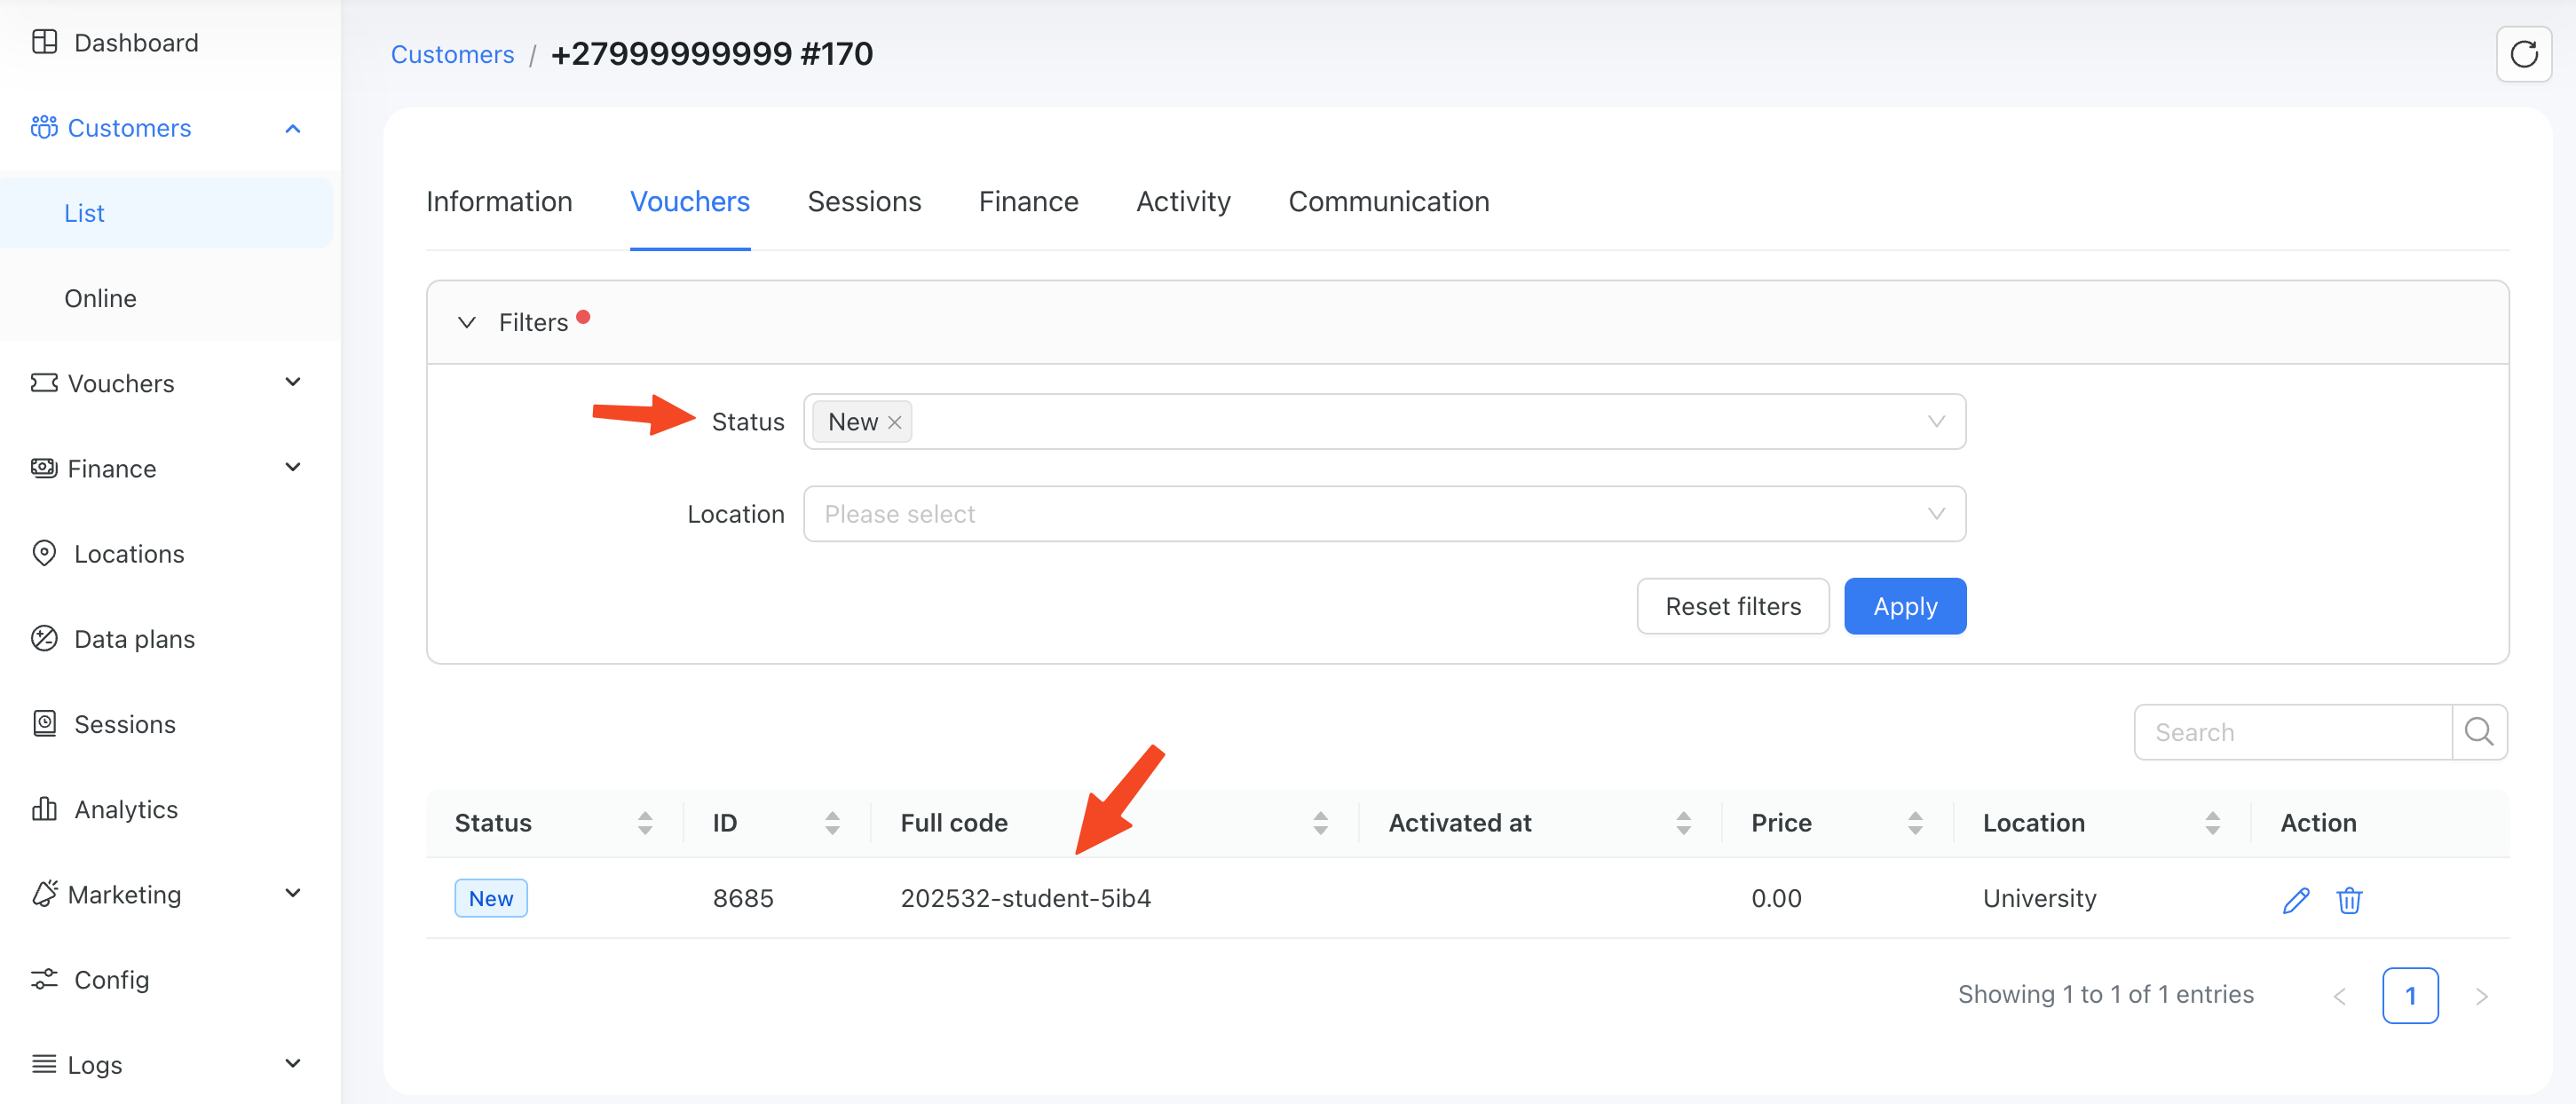 Dashboard
Customers
List
Online
Vouchers
Finance
Locations
Data plans
Sessions
Analytics
Marketing
Config
Logs
Customers / +27999999999 #170
Information Vouchers Sessions Finance Activity Communication
Filters
Status New
Location Please select
Reset filters Apply
Search
Status ID Full code Activated at Price Location Action
New 8685 202532-student-5ib4 0.00 University
Showing 1 to 1 of 1 entries 1